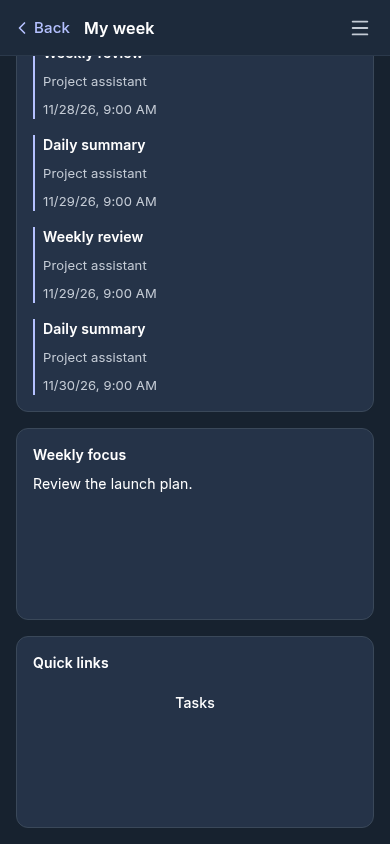 Back My week
Weekly review
Project assistant
11/28/26, 9:00 AM
Daily summary
Project assistant
11/29/26, 9:00 AM
Weekly review
Project assistant
11/29/26, 9:00 AM
Daily summary
Project assistant
11/30/26, 9:00 AM
Weekly focus
Review the launch plan.
Quick links
Tasks